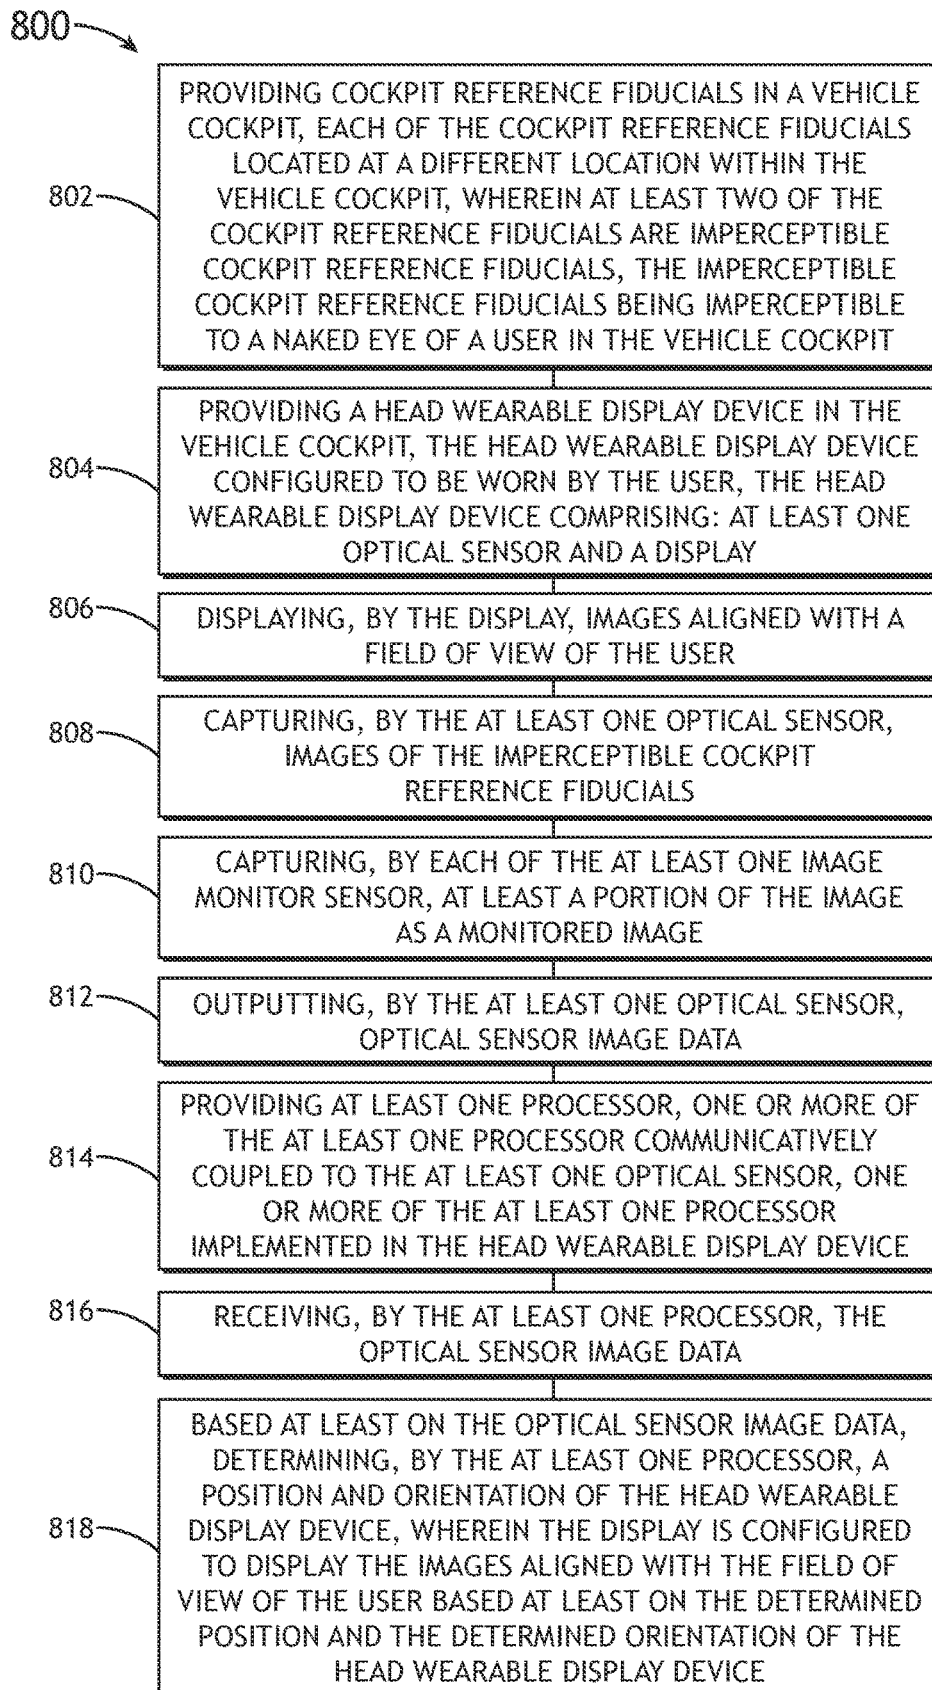 800
802
PROVIDING COCKPIT REFERENCE FIDUCIALS IN A VEHICLE
COCKPIT, EACH OF THE COCKPIT REFERENCE FIDUCIALS
LOCATED AT A DIFFERENT LOCATION WITHIN THE
VEHICLE COCKPIT, WHEREIN AT LEAST TWO OF THE
COCKPIT REFERENCE FIDUCIALS ARE IMPERCEPTIBLE
COCKPIT REFERENCE FIDUCIALS, THE IMPERCEPTIBLE
COCKPIT REFERENCE FIDUCIALS BEING IMPERCEPTIBLE
TO A NAKED EYE OF A USER IN THE VEHICLE COCKPIT
804
PROVIDING A HEAD WEARABLE DISPLAY DEVICE IN THE
VEHICLE COCKPIT, THE HEAD WEARABLE DISPLAY DEVICE
CONFIGURED TO BE WORN BY THE USER, THE HEAD
WEARABLE DISPLAY DEVICE COMPRISING: AT LEAST ONE
OPTICAL SENSOR AND A DISPLAY
806
DISPLAYING, BY THE DISPLAY, IMAGES ALIGNED WITH A
FIELD OF VIEW OF THE USER
808
CAPTURING, BY THE AT LEAST ONE OPTICAL SENSOR,
IMAGES OF THE IMPERCEPTIBLE COCKPIT
REFERENCE FIDUCIALS
810
CAPTURING, BY EACH OF THE AT LEAST ONE IMAGE
MONITOR SENSOR, AT LEAST A PORTION OF THE IMAGE
AS A MONITORED IMAGE
812
OUTPUTTING, BY THE AT LEAST ONE OPTICAL SENSOR,
OPTICAL SENSOR IMAGE DATA
814
PROVIDING AT LEAST ONE PROCESSOR, ONE OR MORE OF
THE AT LEAST ONE PROCESSOR COMMUNICATIVELY
COUPLED TO THE AT LEAST ONE OPTICAL SENSOR, ONE
OR MORE OF THE AT LEAST ONE PROCESSOR
IMPLEMENTED IN THE HEAD WEARABLE DISPLAY DEVICE
816
RECEIVING, BY THE AT LEAST ONE PROCESSOR, THE
OPTICAL SENSOR IMAGE DATA
818
BASED AT LEAST ON THE OPTICAL SENSOR IMAGE DATA,
DETERMINING, BY THE AT LEAST ONE PROCESSOR, A
POSITION AND ORIENTATION OF THE HEAD WEARABLE
DISPLAY DEVICE, WHEREIN THE DISPLAY IS CONFIGURED
TO DISPLAY THE IMAGES ALIGNED WITH THE FIELD OF
VIEW OF THE USER BASED AT LEAST ON THE DETERMINED
POSITION AND THE DETERMINED ORIENTATION OF THE
HEAD WEARABLE DISPLAY DEVICE